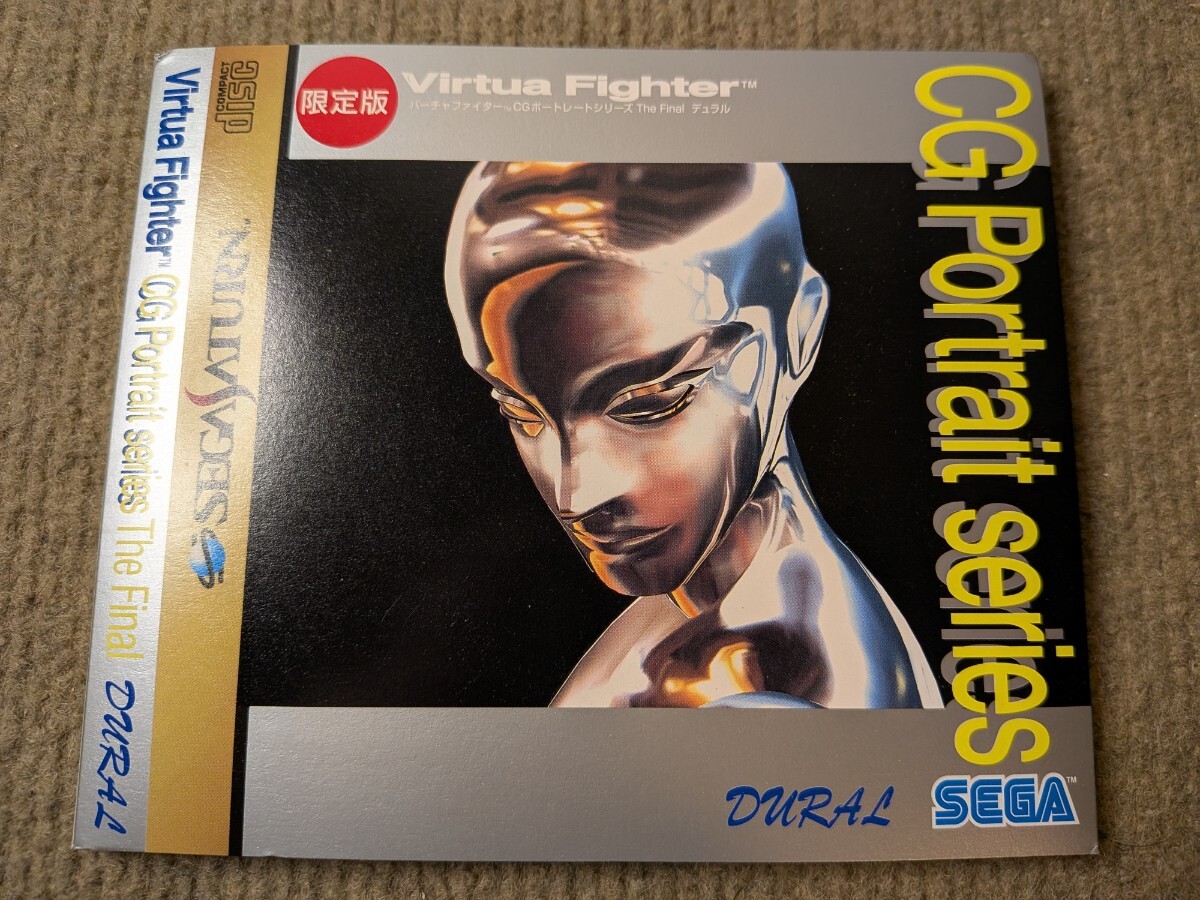 Virtua Fighter™ CG Portrait series The Final DURAL
COMPACT
disc
SEGA SATURN™
限定版
Virtua Fighter™
バーチャファイター™CGポートレートシリーズ The Final デュラル
CG Portrait series
DURAL
SEGA™